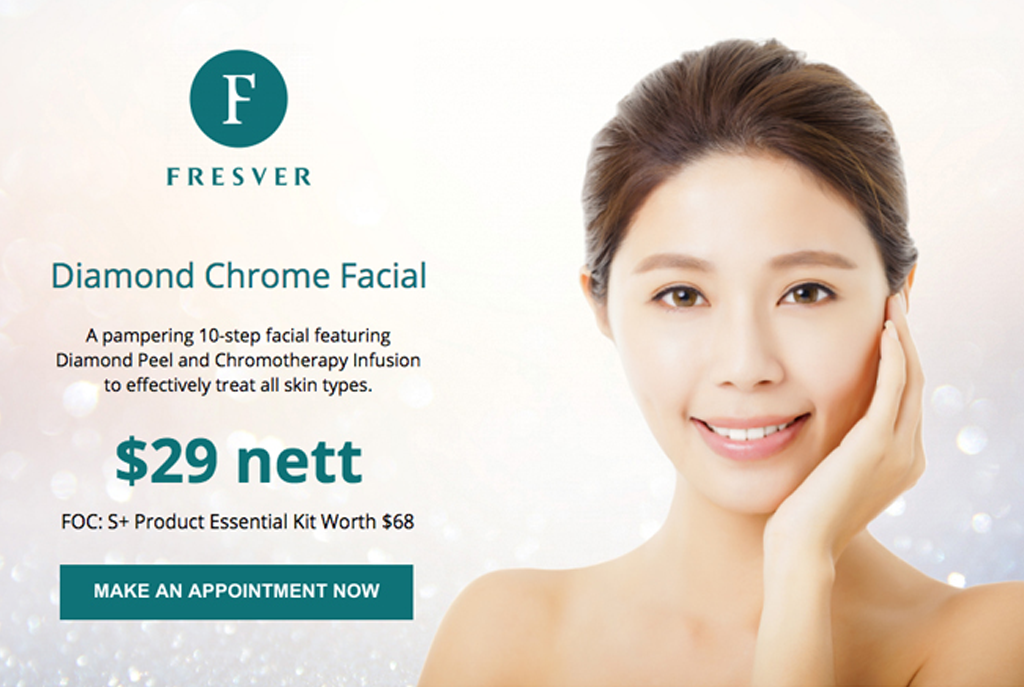 F
FRESVER
Diamond Chrome Facial
A pampering 10-step facial featuring
Diamond Peel and Chromotherapy Infusion
to effectively treat all skin types.
$29 nett
FOC: S+ Product Essential Kit Worth $68
MAKE AN APPOINTMENT NOW